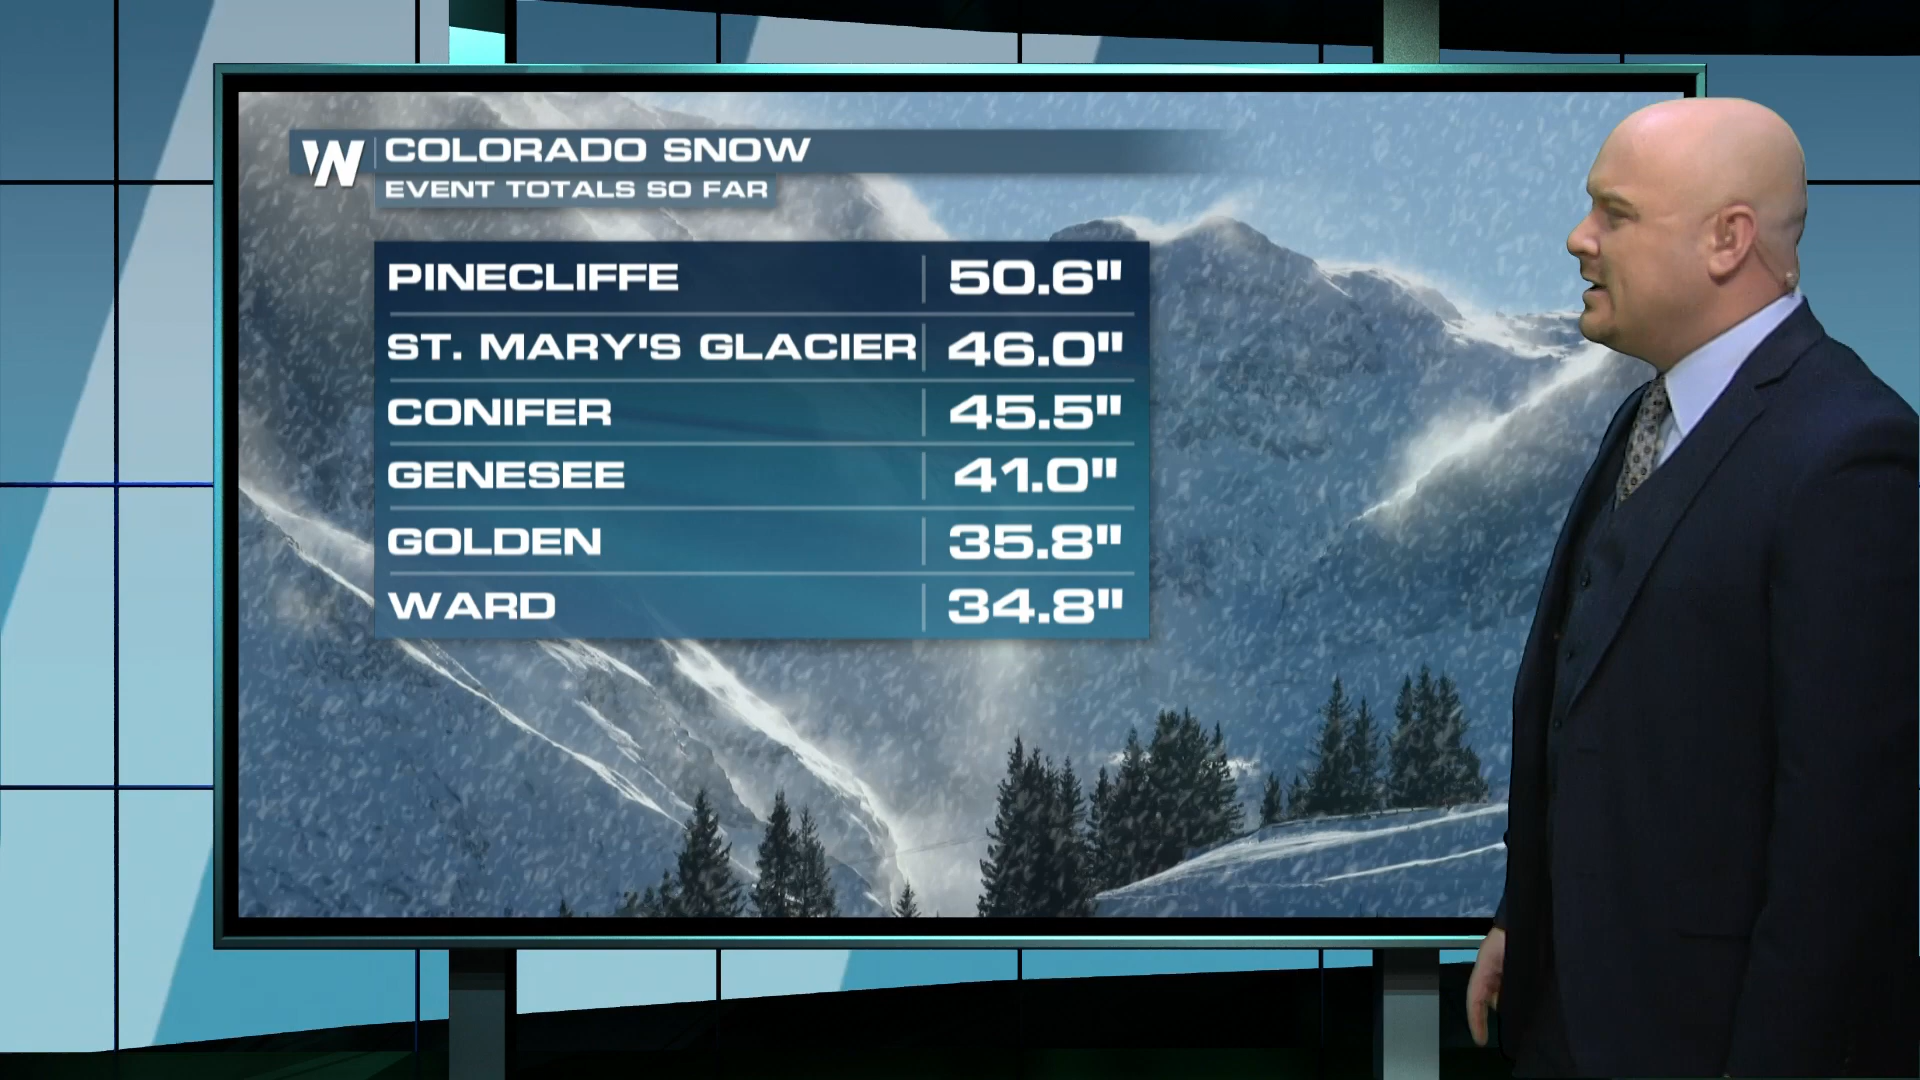 W
COLORADO SNOW
EVENT TOTALS SO FAR
PINECLIFFE 50.6"
ST. MARY'S GLACIER 46.0"
CONIFER 45.5"
GENESEE 41.0"
GOLDEN 35.8"
WARD 34.8"